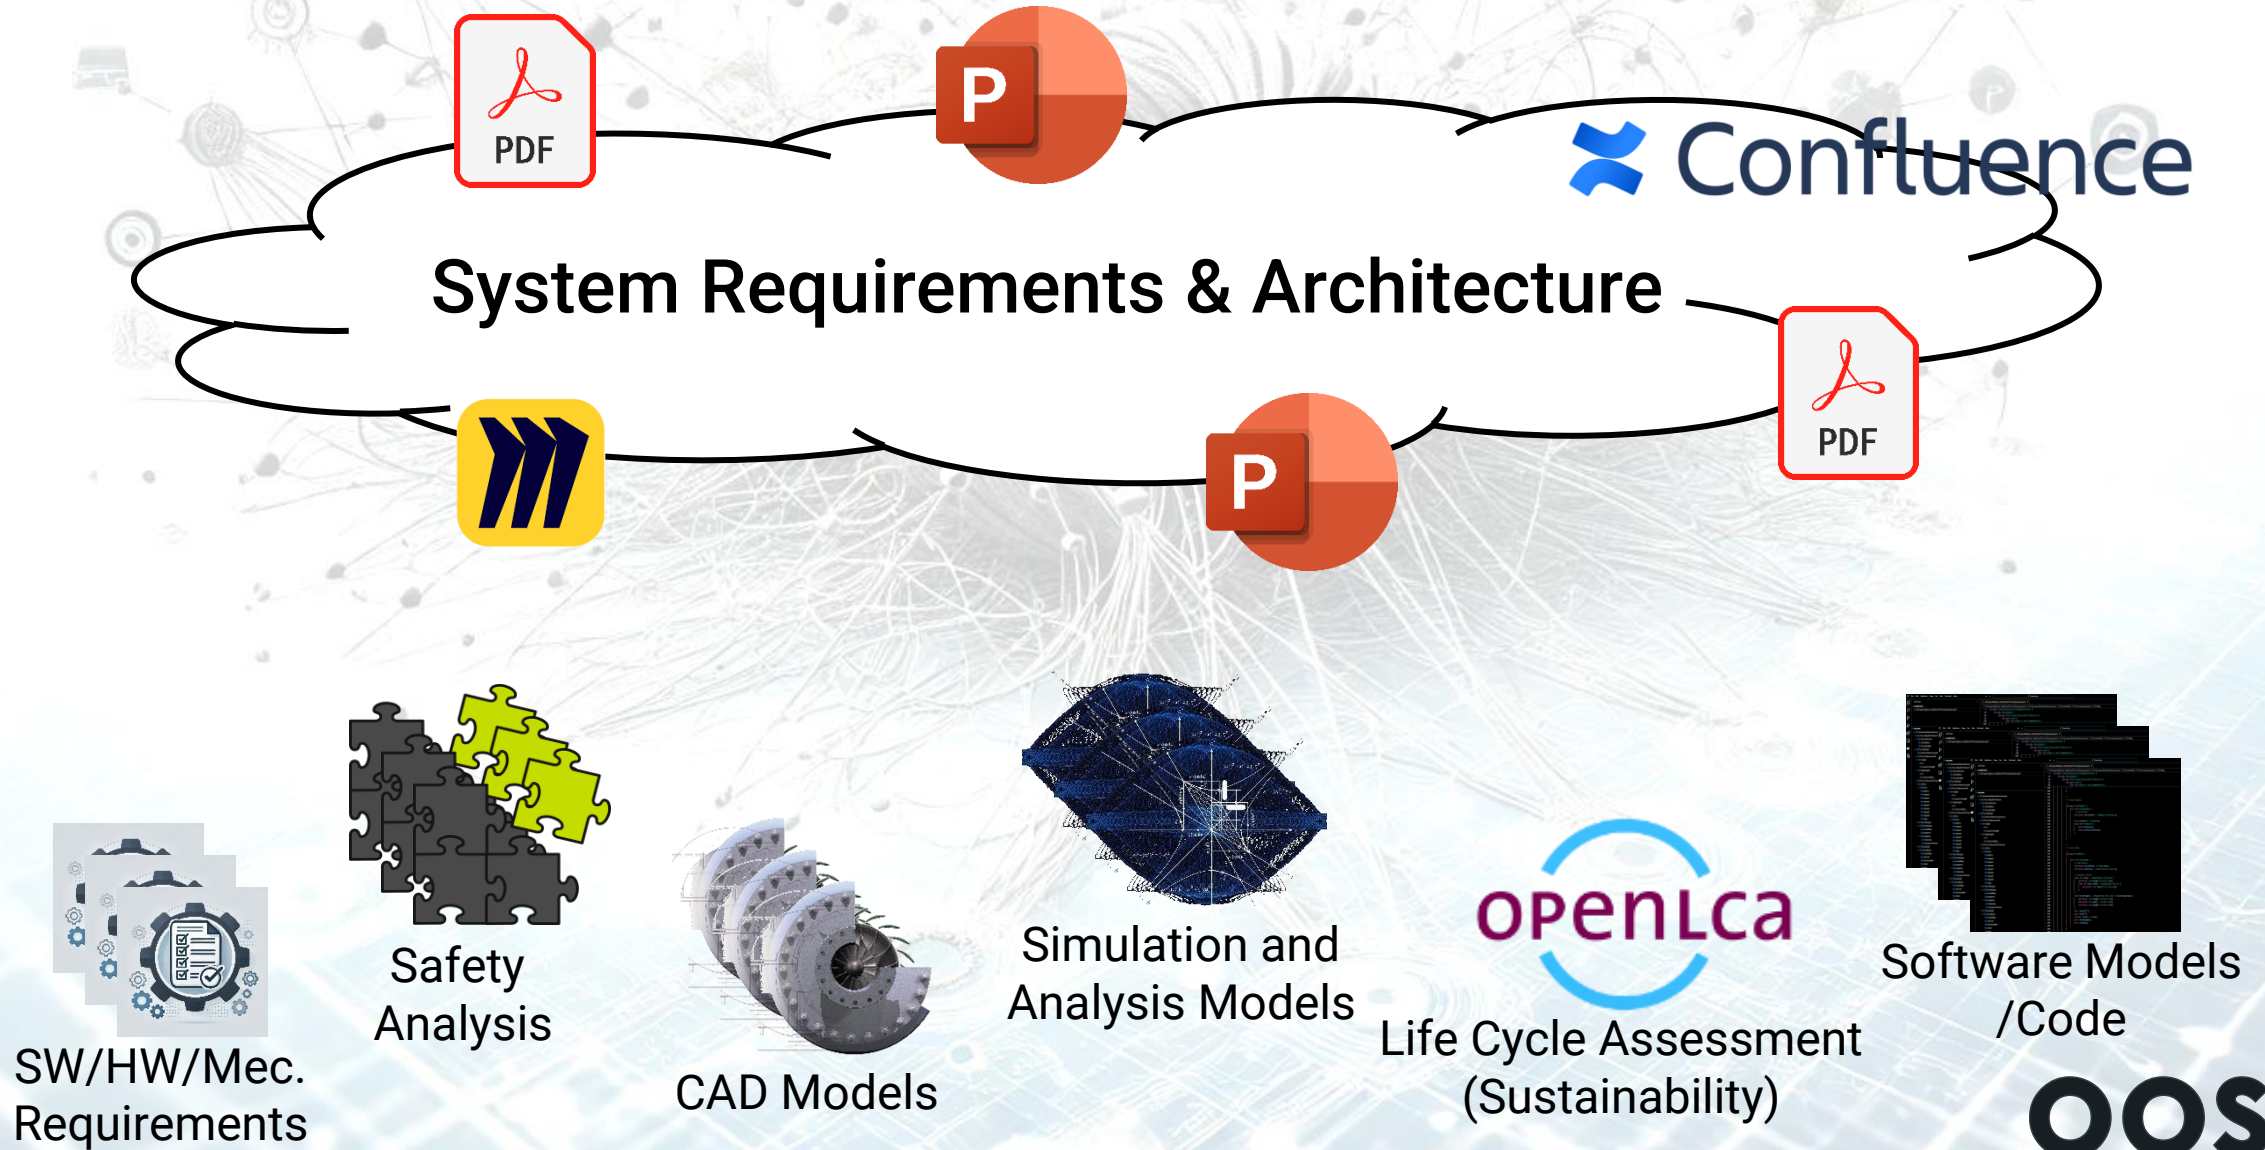 PDF
P
Confluence
System Requirements & Architecture
PDF
P
Safety
Analysis
SW/HW/Mec.
Requirements
CAD Models
Simulation and
Analysis Models
openLca
Life Cycle Assessment
(Sustainability)
Software Models
/Code
oos